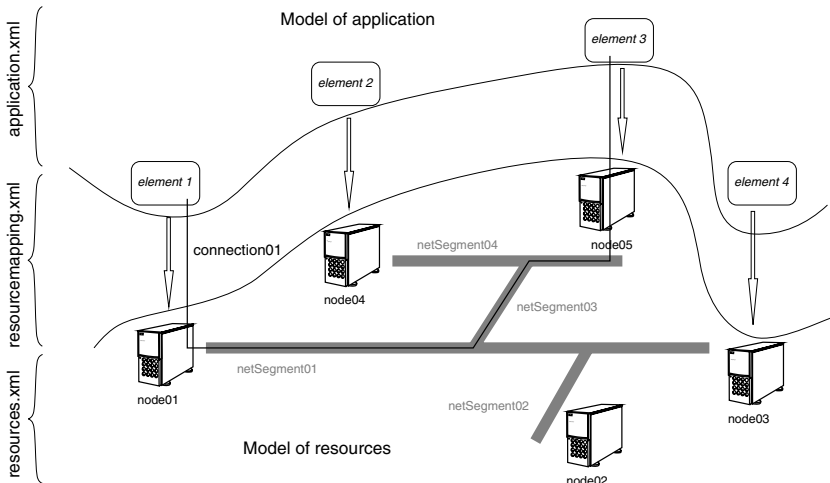 Model of application
element 3
element 2
application.xml
element 1
element 4
resourcemapping.xml
connection01
netSegment04
node05
node04
netSegment03
netSegment01
node01
netSegment02
node03
resources.xml
Model of resources
node02